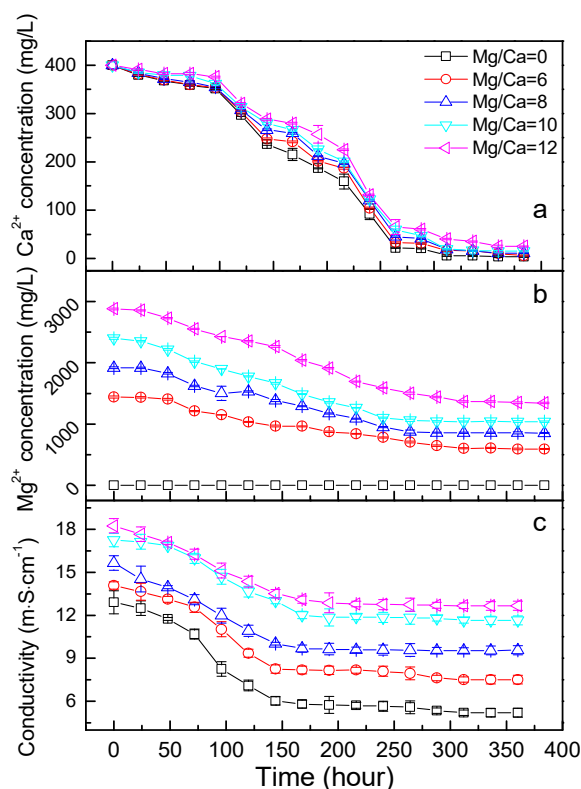 400
300
200
100
0
Ca2+ concentration (mg/L)
Mg/Ca=0
Mg/Ca=6
Mg/Ca=8
Mg/Ca=10
Mg/Ca=12
a
3000
2000
1000
0
Mg2+ concentration (mg/L)
b
18
15
12
9
6
Conductivity (m·S·cm-1)
c
0 50 100 150 200 250 300 350 400
Time (hour)